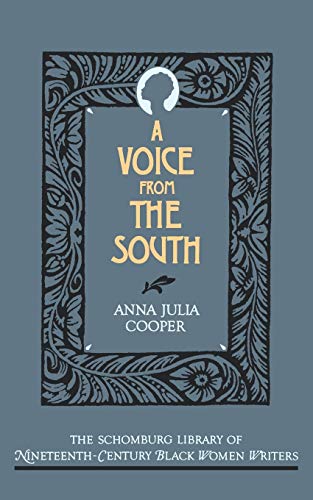 A
VOICE
FROM
THE
SOUTH
ANNA JULIA
COOPER
THE SCHOMBURG LIBRARY OF
NINETEENTH-CENTURY BLACK WOMEN WRITERS